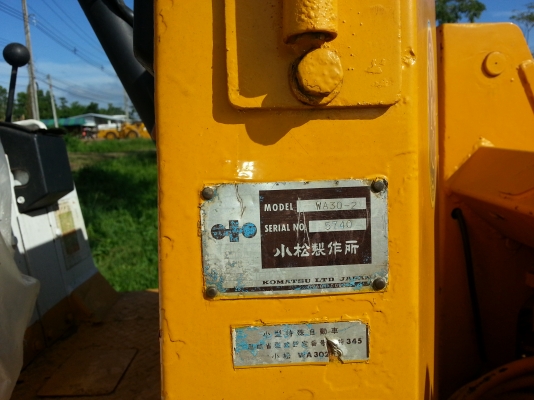 MODEL WA30-2
SERIAL NO 5740
小松製作所
KOMATSU LTD JAPAN
小型特殊自動車
345
小松 WA302